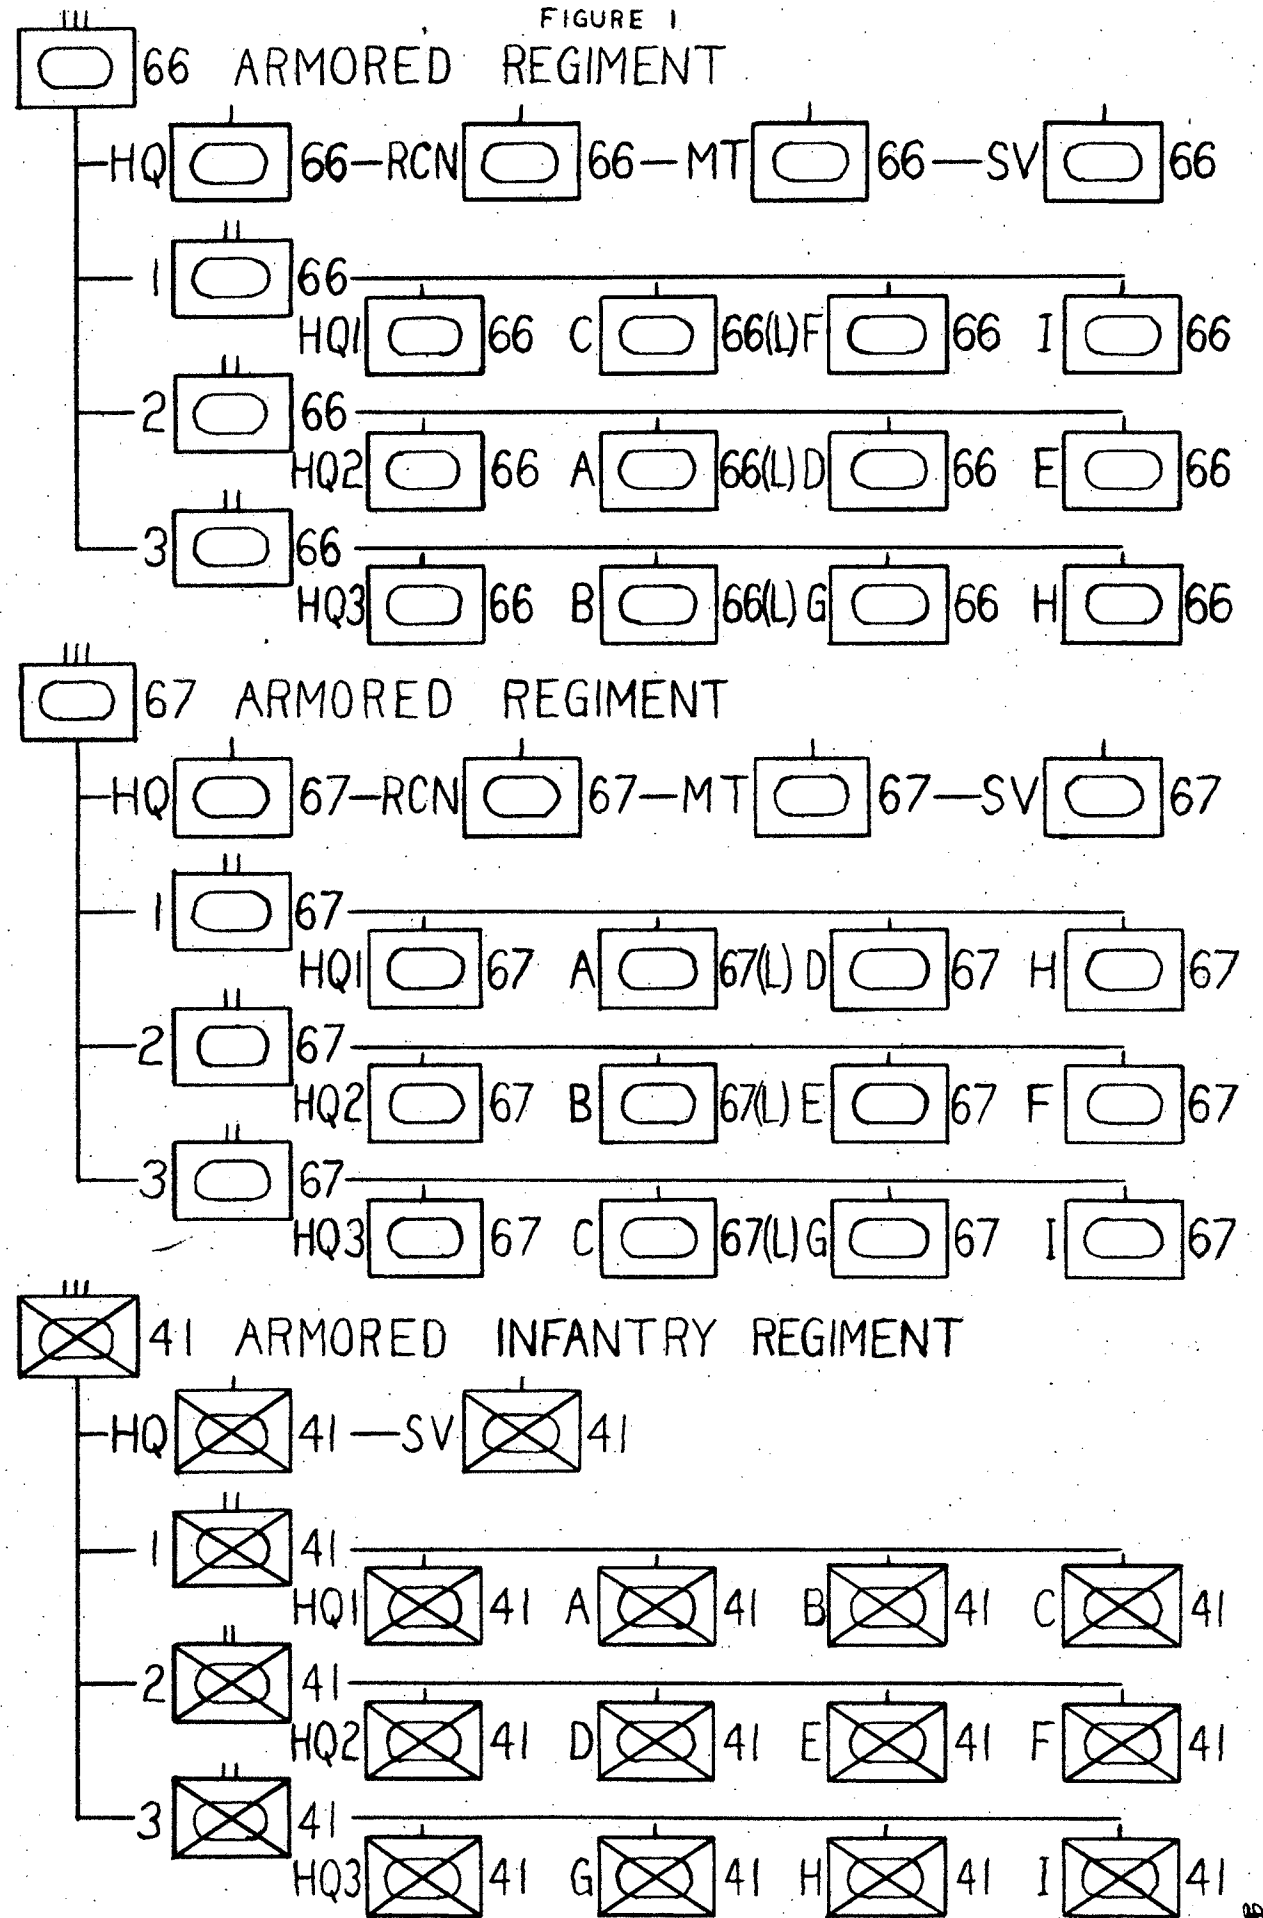 FIGURE 1
66 ARMORED REGIMENT
HQ 66—RCN 66—MT 66—SV 66
1 66
HQ1 66 C 66(L) F 66 I 66
2 66
HQ2 66 A 66(L) D 66 E 66
3 66
HQ3 66 B 66(L) G 66 H 66
67 ARMORED REGIMENT
HQ 67—RCN 67—MT 67—SV 67
1 67
HQ1 67 A 67(L) D 67 H 67
2 67
HQ2 67 B 67(L) E 67 F 67
3 67
HQ3 67 C 67(L) G 67 I 67
41 ARMORED INFANTRY REGIMENT
HQ 41—SV 41
1 41
HQ1 41 A 41 B 41 C 41
2 41
HQ2 41 D 41 E 41 F 41
3 41
HQ3 41 G 41 H 41 I 41